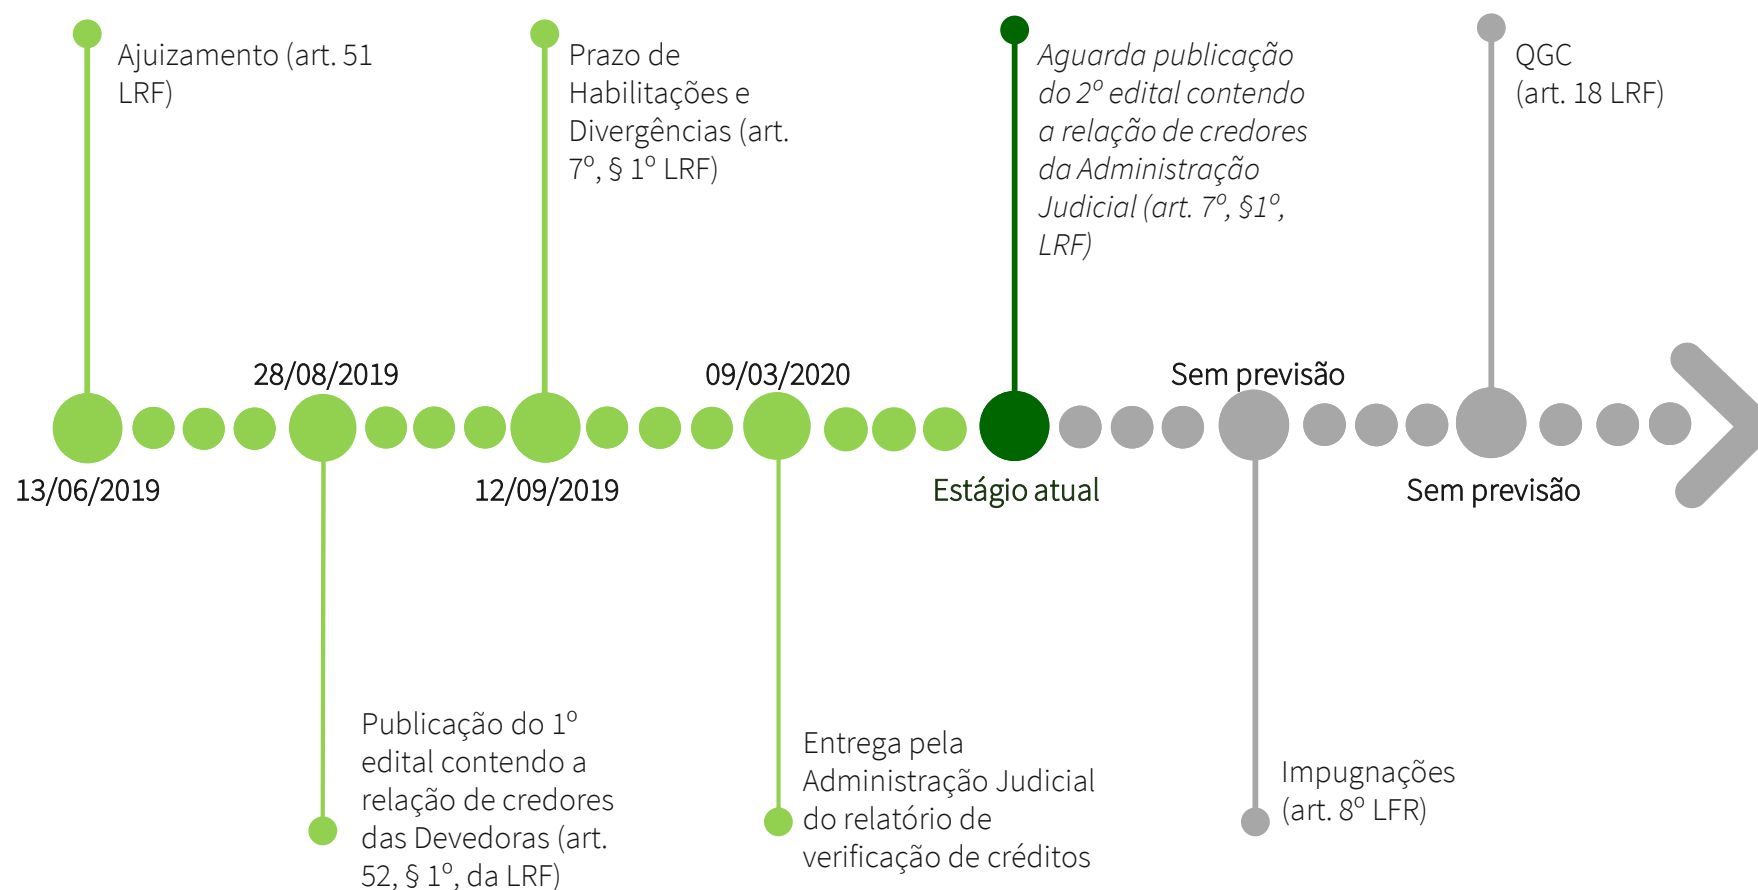 Ajuizamento (art. 51
LRF)
Prazo de
Habilitações e
Divergências (art.
7º, § 1º LRF)
Aguarda publicação
do 2º edital contendo
a relação de credores
da Administração
Judicial (art. 7º, §1º,
LRF)
QGC
(art. 18 LRF)
28/08/2019
09/03/2020
Sem previsão
13/06/2019
12/09/2019
Estágio atual
Sem previsão
Publicação do 1º
edital contendo a
relação de credores
das Devedoras (art.
52, § 1º, da LRF)
Entrega pela
Administração Judicial
do relatório de
verificação de créditos
Impugnações
(art. 8º LFR)